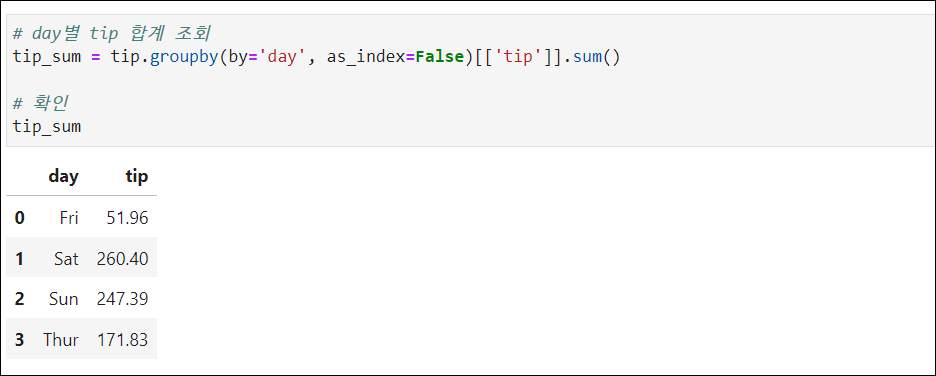 # day별 tip 합계 조회
tip_sum = tip.groupby(by='day', as_index=False)[['tip']].sum()
# 확인
tip_sum
day tip
0 Fri 51.96
1 Sat 260.40
2 Sun 247.39
3 Thur 171.83